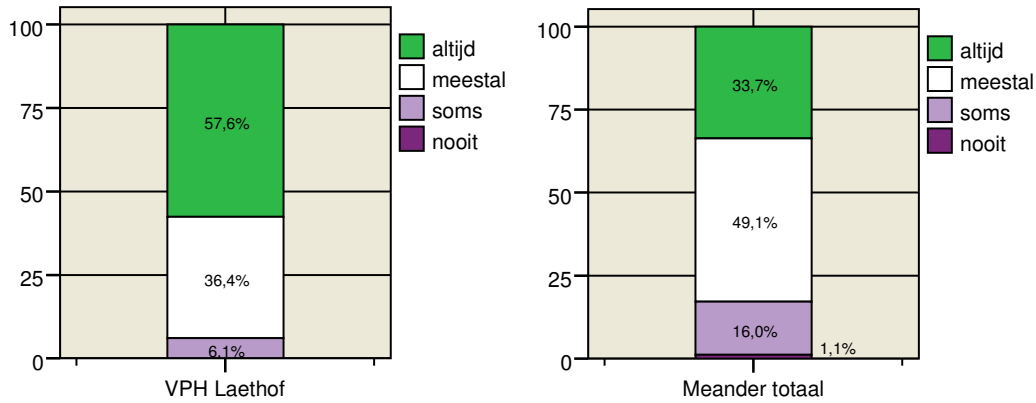 100
75
50
25
0
57,6%
36,4%
6,1%
VPH Laethof
altijd
meestal
soms
nooit
100
75
50
25
0
33,7%
49,1%
16,0%
1,1%
Meander totaal
altijd
meestal
soms
nooit